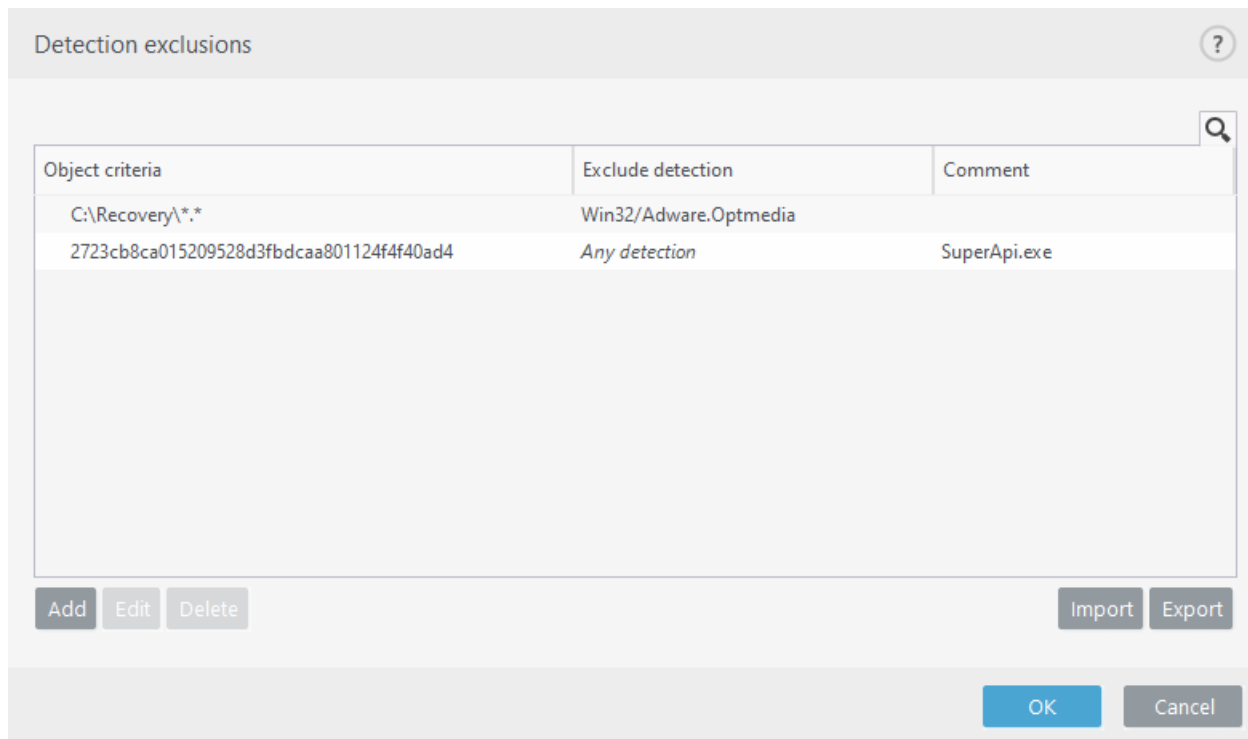 Detection exclusions
?
Object criteria Exclude detection Comment
C:\Recovery\*.* Win32/Adware.Optmedia
2723cb8ca015209528d3fbdcaa801124f4f40ad4 Any detection SuperApi.exe
Add Edit Delete Import Export
OK Cancel